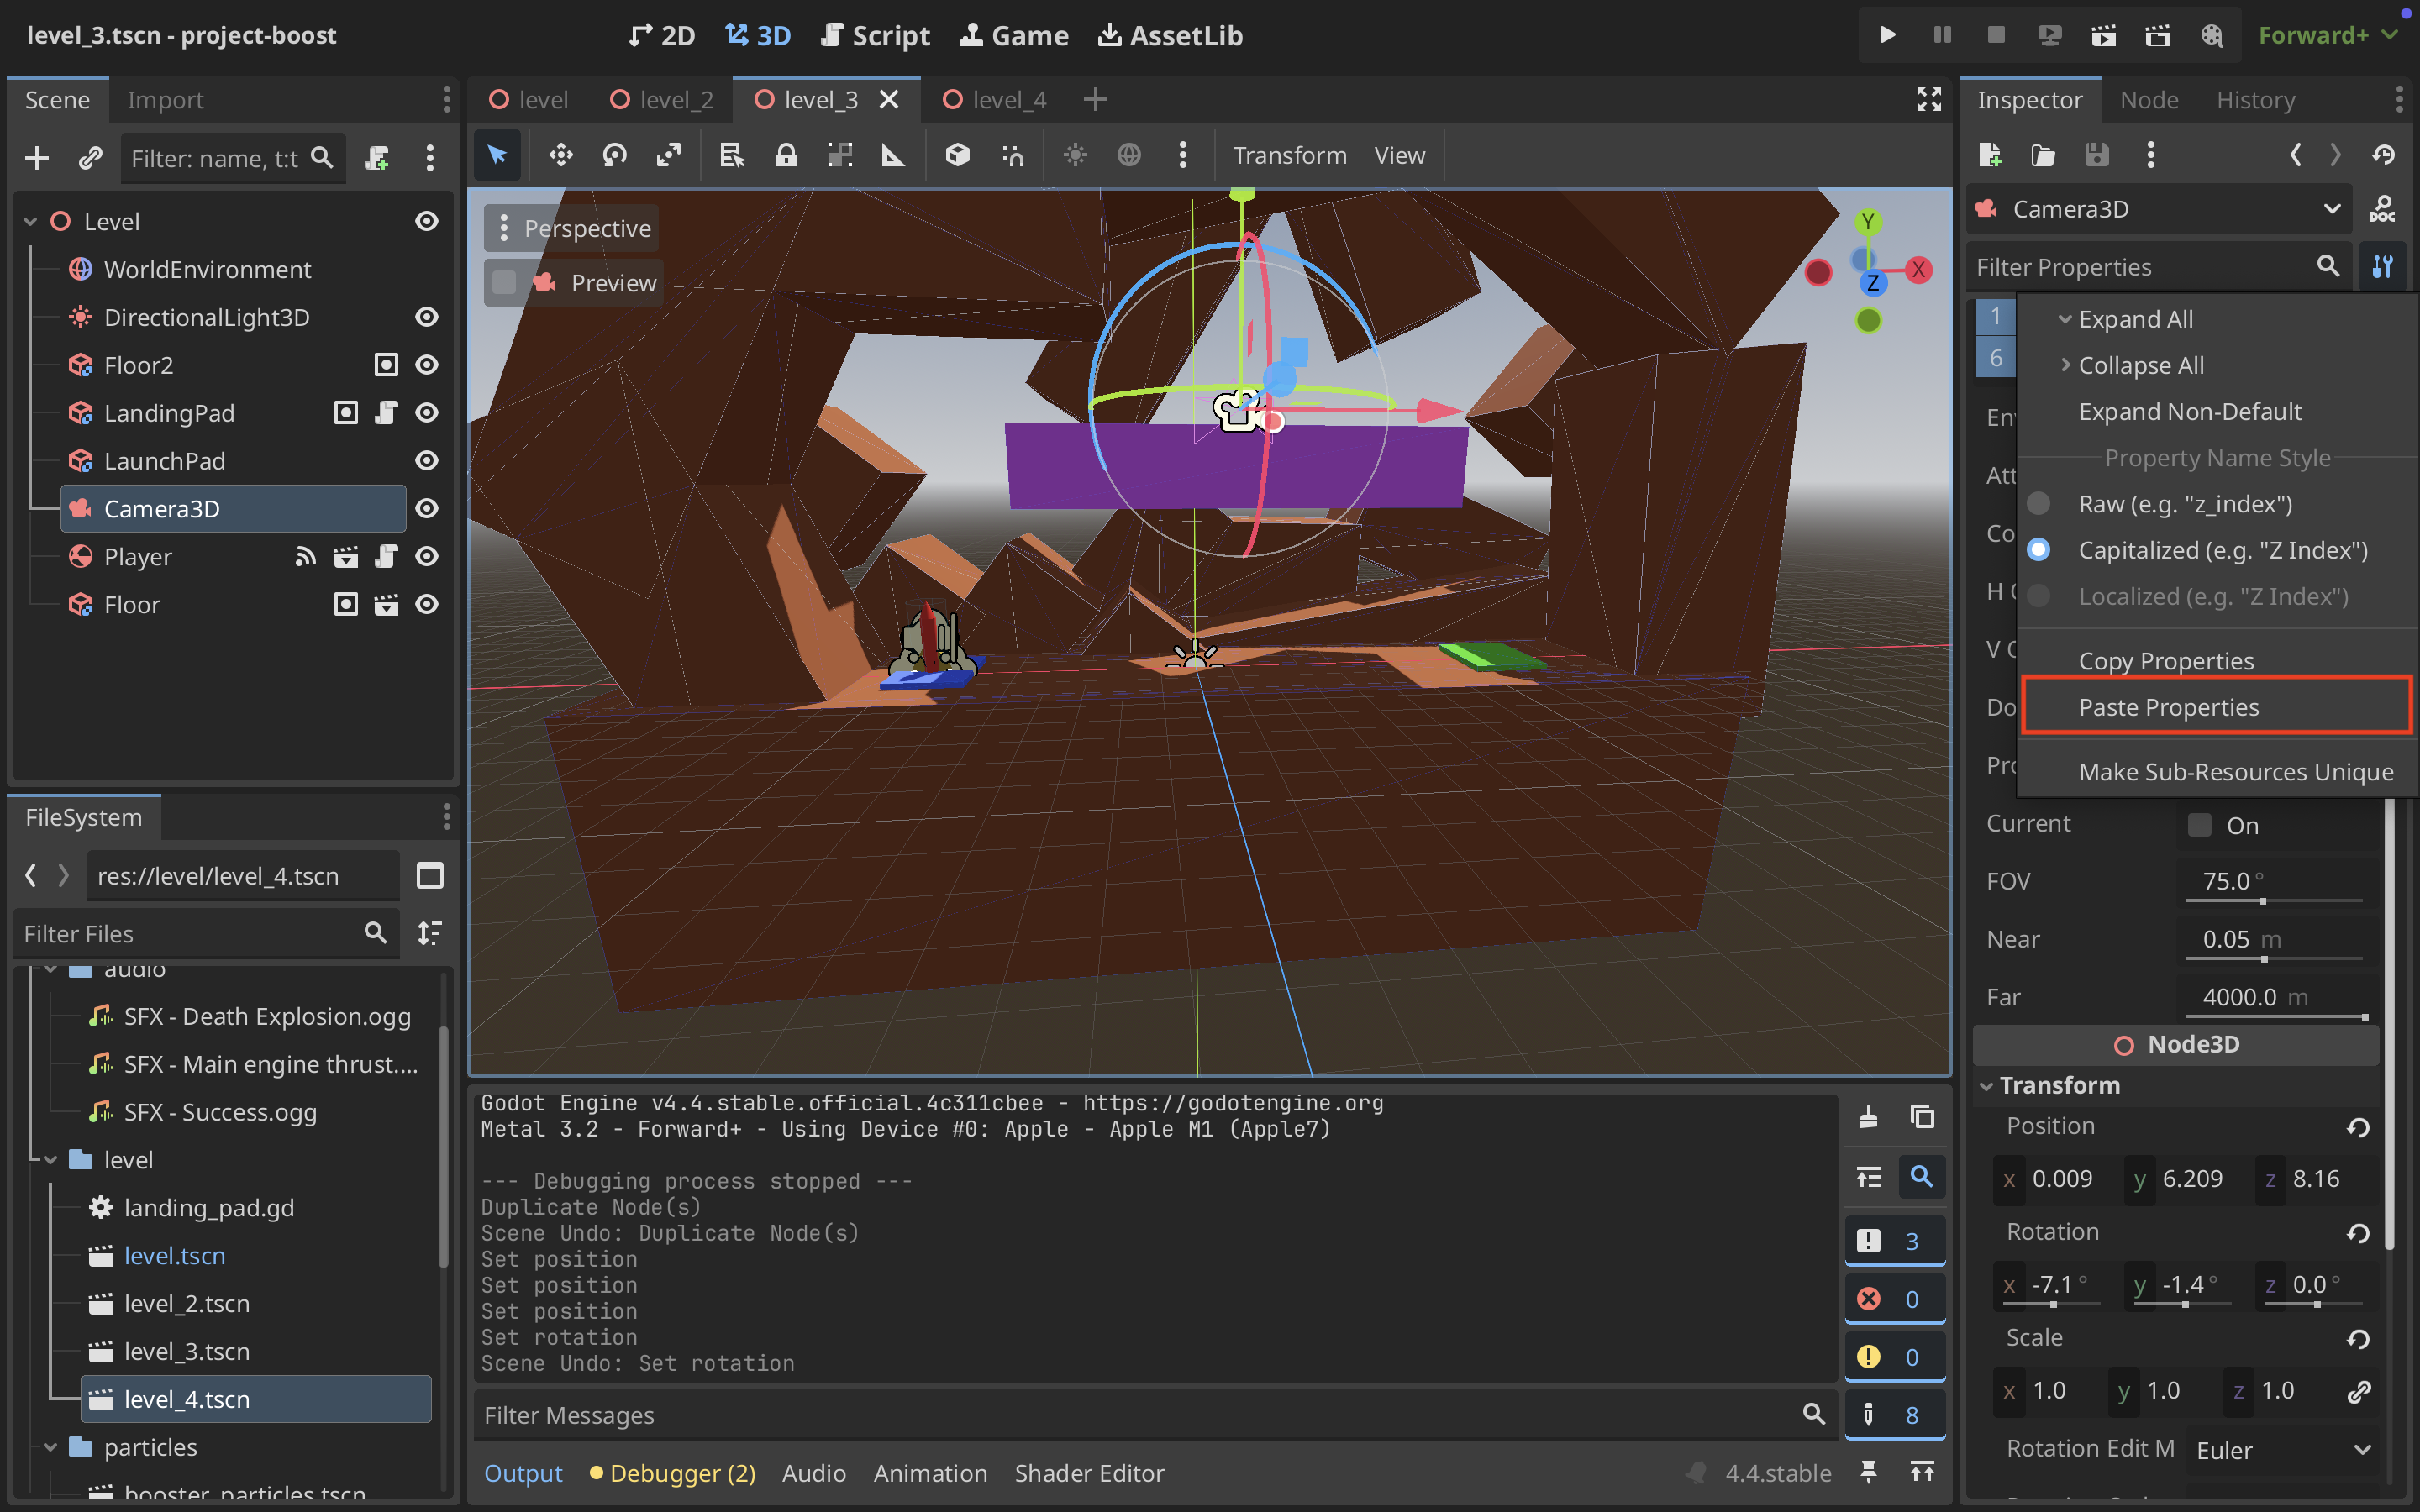 level_3.tscn - project-boost
2D
3D
Script
Game
AssetLib
Forward+
Scene
Import
Filter: name, t:t
Level
WorldEnvironment
DirectionalLight3D
Floor2
LandingPad
LaunchPad
Camera3D
Player
Floor
FileSystem
res://level/level_4.tscn
Filter Files
audio
SFX - Death Explosion.ogg
SFX - Main engine thrust....
SFX - Success.ogg
level
landing_pad.gd
level.tscn
level_2.tscn
level_3.tscn
level_4.tscn
particles
booster_particles.tscn
level
level_2
level_3
level_4
Transform
View
Perspective
Preview
Y
X
Z
Godot Engine v4.4.stable.official.4c311cbee - https://godotengine.org
Metal 3.2 - Forward+ - Using Device #0: Apple - Apple M1 (Apple7)
--- Debugging process stopped ---
Duplicate Node(s)
Scene Undo: Duplicate Node(s)
Set position
Set position
Set position
Set rotation
Scene Undo: Set rotation
3
0
0
8
Filter Messages
Output
Debugger (2)
Audio
Animation
Shader Editor
4.4.stable
Inspector
Node
History
Camera3D
DOC
Filter Properties
1
6
Env
Att
Co
H O
V O
Do
Pro
Expand All
Collapse All
Expand Non-Default
Property Name Style
Raw (e.g. "z_index")
Capitalized (e.g. "Z Index")
Localized (e.g. "Z Index")
Copy Properties
Paste Properties
Make Sub-Resources Unique
Current
On
FOV
75.0 °
Near
0.05 m
Far
4000.0 m
Node3D
Transform
Position
x 0.009 y 6.209 z 8.16
Rotation
x -7.1 ° y -1.4 ° z 0.0 °
Scale
x 1.0 y 1.0 z 1.0
Rotation Edit M
Euler